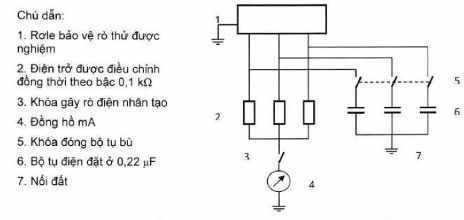 Chú dẫn:
1. Rơle bảo vệ rò thử được
nghiệm
2. Điện trở được điều chỉnh
đồng thời theo bậc 0,1 kΩ
3. Khóa gây rò điện nhân tạo
4. Đồng hồ mA
5. Khóa đóng bộ tụ bù
6. Bộ tụ điện đặt ở 0,22 μF
7. Nối đất
1
2
3
4
5
6
7